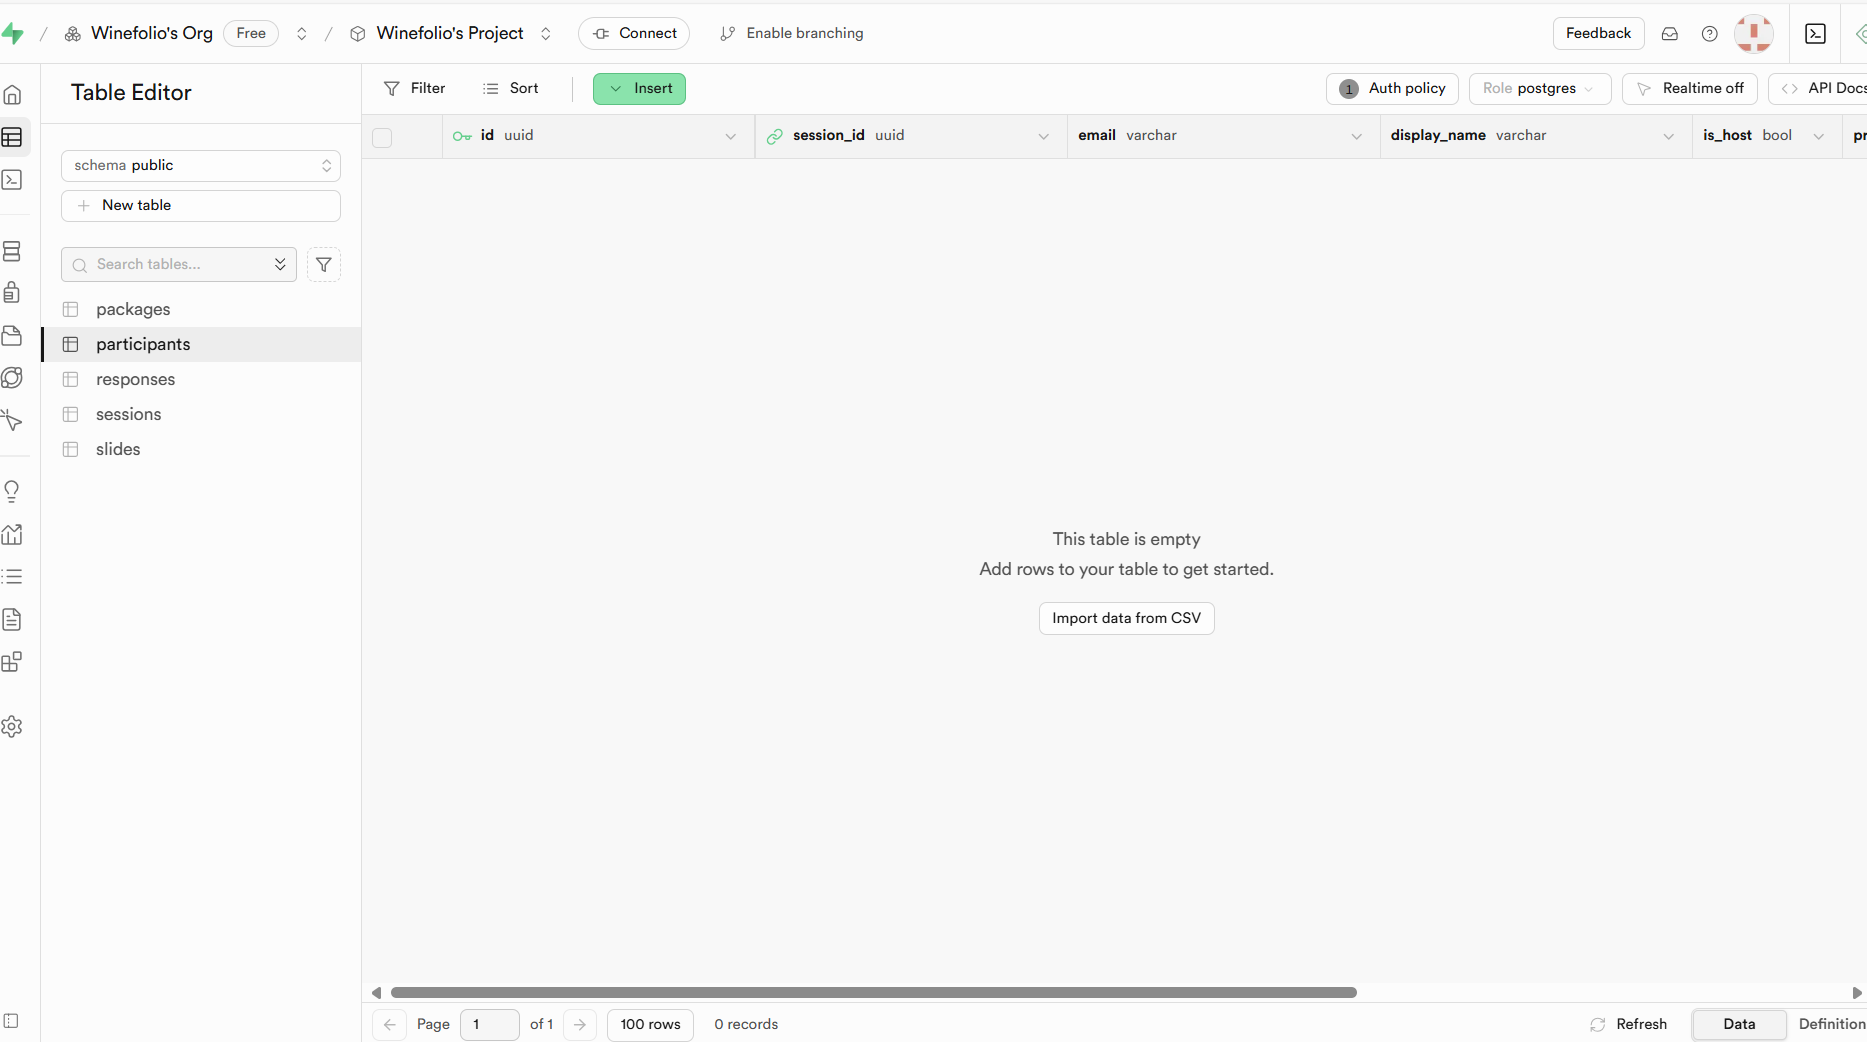 / Winefolio's Org Free / Winefolio's Project Connect Enable branching Feedback
Table Editor
Filter Sort Insert 1 Auth policy Role postgres Realtime off API Docs
id uuid session_id uuid email varchar display_name varchar is_host bool pr
schema public
New table
Search tables...
packages
participants
responses
sessions
slides
This table is empty
Add rows to your table to get started.
Import data from CSV
Page 1 of 1 100 rows 0 records Refresh Data Definition